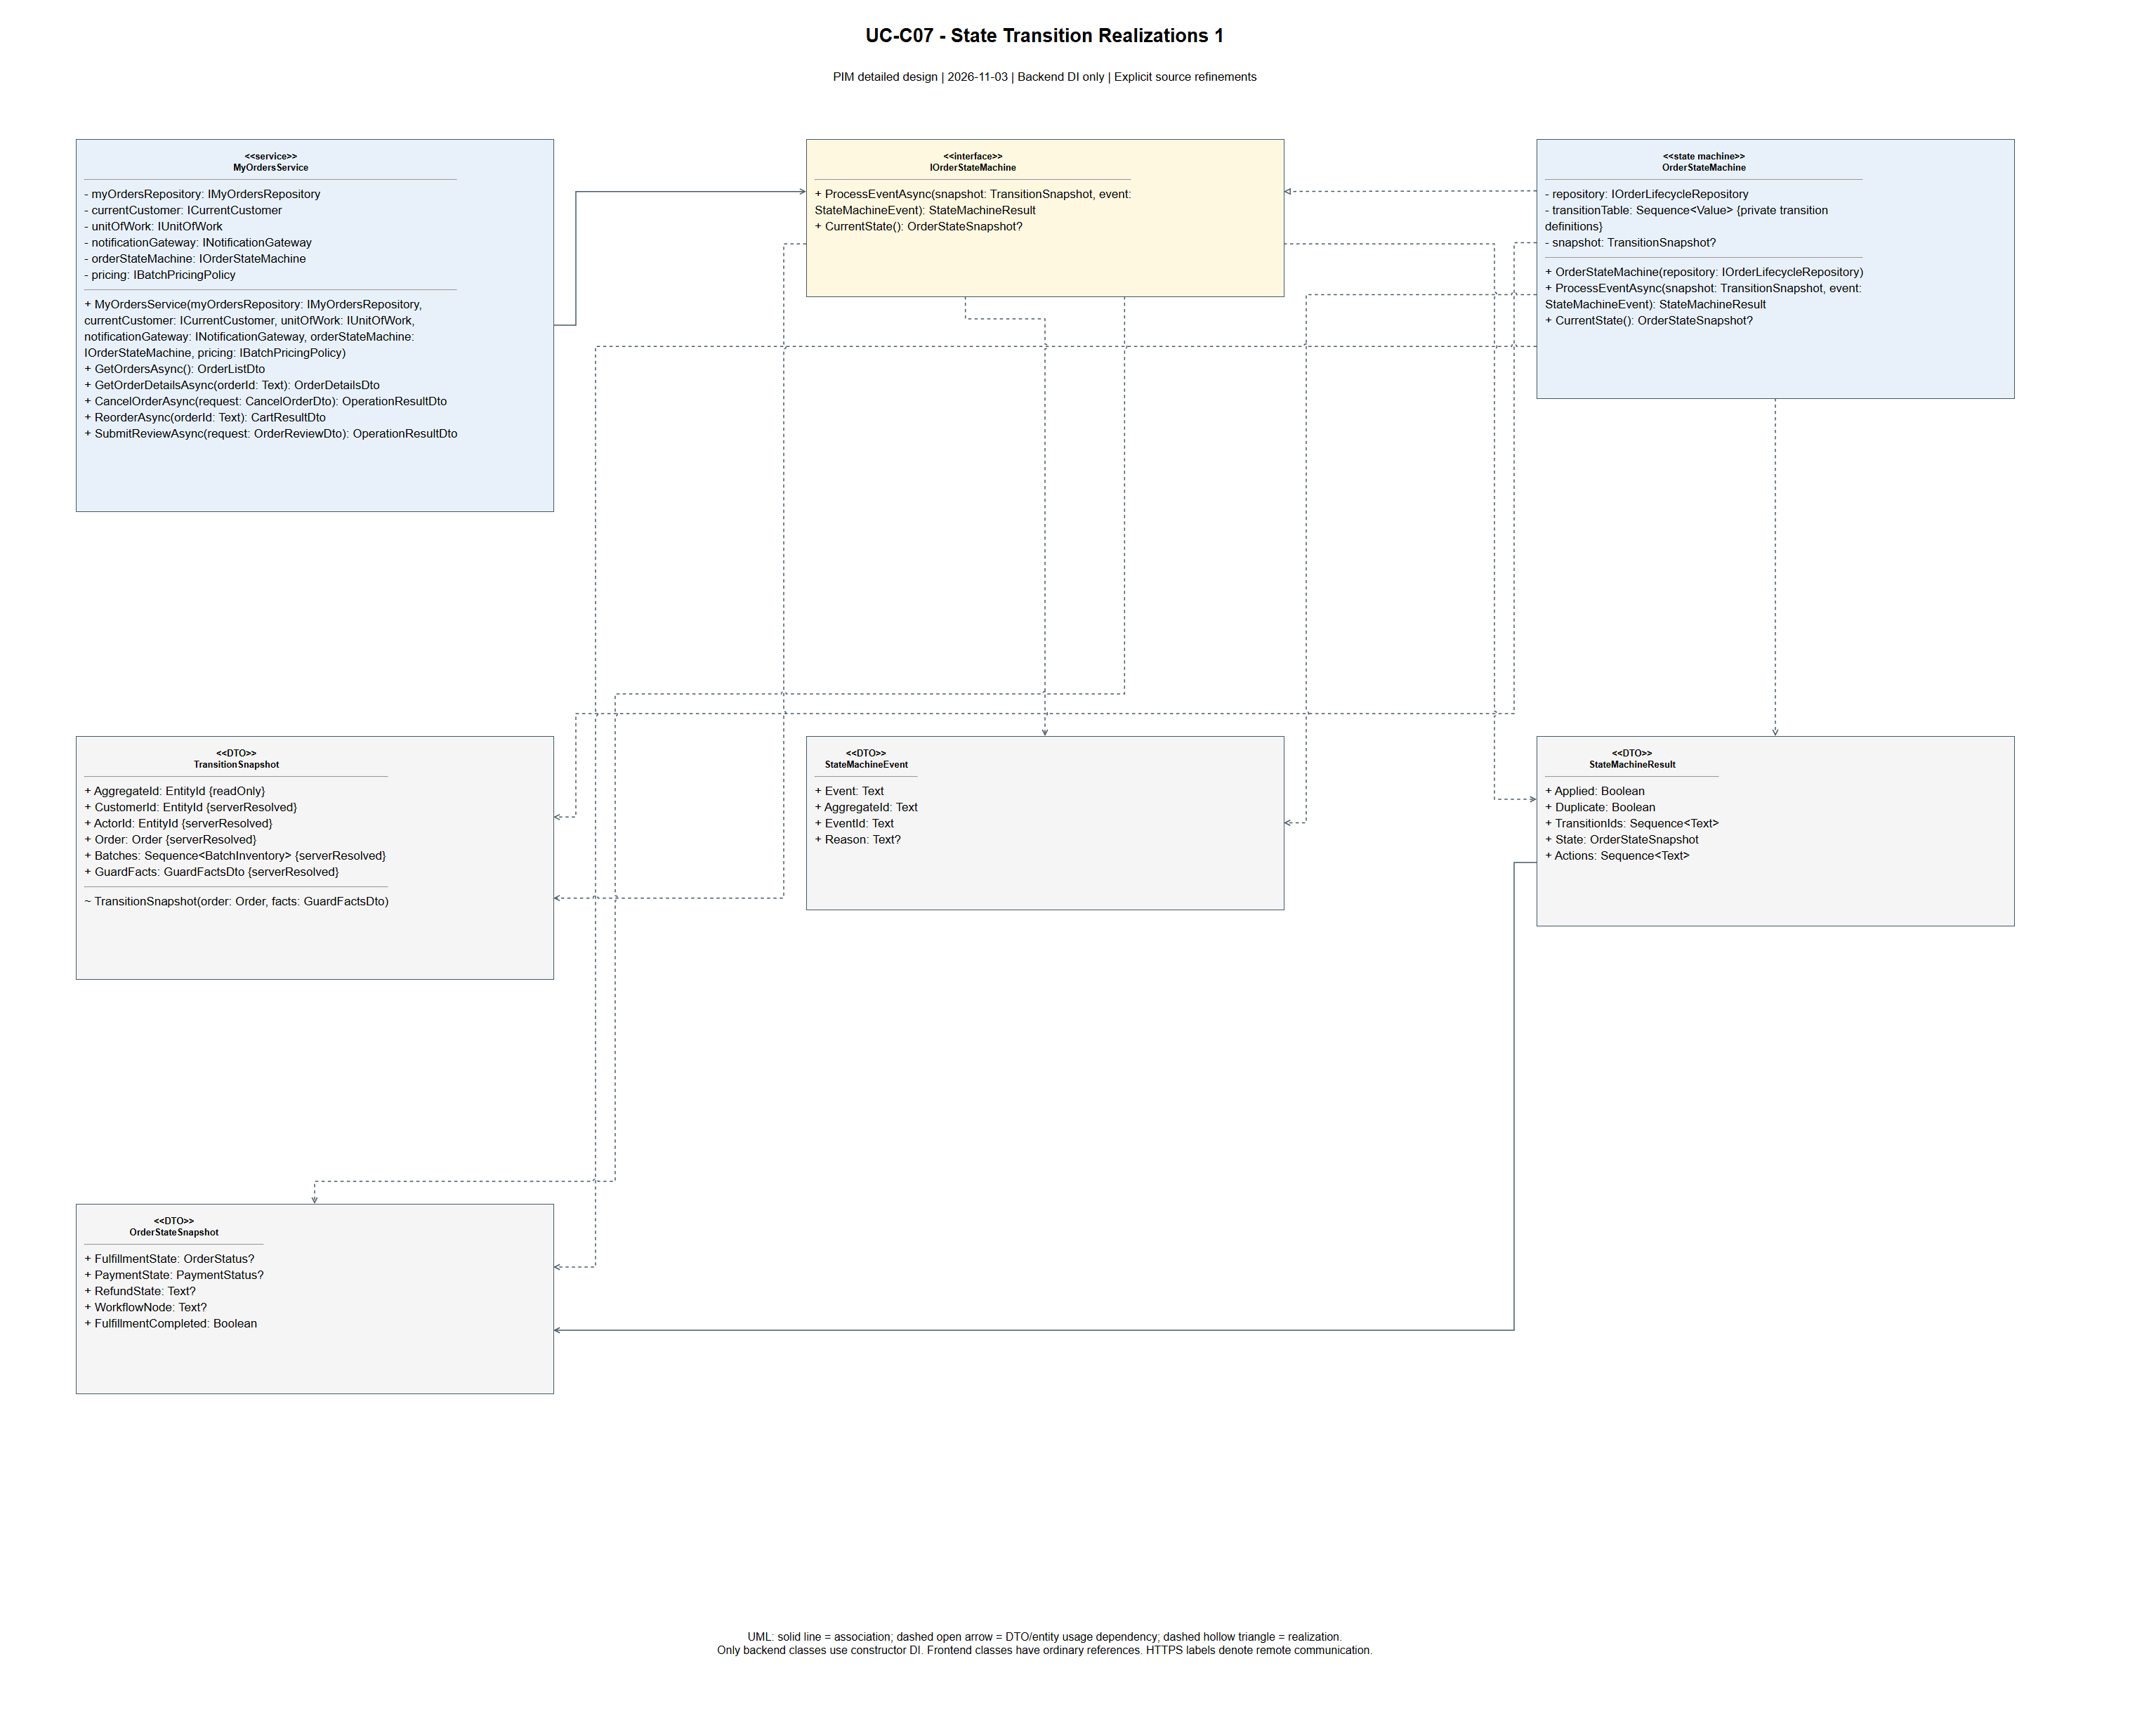 UC-C07 - State Transition Realizations 1
PIM detailed design | 2026-11-03 | Backend DI only | Explicit source refinements
<<service>>
MyOrdersService
- myOrdersRepository: IMyOrdersRepository
- currentCustomer: ICurrentCustomer
- unitOfWork: IUnitOfWork
- notificationGateway: INotificationGateway
- orderStateMachine: IOrderStateMachine
- pricing: IBatchPricingPolicy
+ MyOrdersService(myOrdersRepository: IMyOrdersRepository,
currentCustomer: ICurrentCustomer, unitOfWork: IUnitOfWork,
notificationGateway: INotificationGateway, orderStateMachine:
IOrderStateMachine, pricing: IBatchPricingPolicy)
+ GetOrdersAsync(): OrderListDto
+ GetOrderDetailsAsync(orderId: Text): OrderDetailsDto
+ CancelOrderAsync(request: CancelOrderDto): OperationResultDto
+ ReorderAsync(orderId: Text): CartResultDto
+ SubmitReviewAsync(request: OrderReviewDto): OperationResultDto
<<interface>>
IOrderStateMachine
+ ProcessEventAsync(snapshot: TransitionSnapshot, event:
StateMachineEvent): StateMachineResult
+ CurrentState(): OrderStateSnapshot?
<<state machine>>
OrderStateMachine
- repository: IOrderLifecycleRepository
- transitionTable: Sequence<Value> {private transition
definitions}
- snapshot: TransitionSnapshot?
+ OrderStateMachine(repository: IOrderLifecycleRepository)
+ ProcessEventAsync(snapshot: TransitionSnapshot, event:
StateMachineEvent): StateMachineResult
+ CurrentState(): OrderStateSnapshot?
<<DTO>>
TransitionSnapshot
+ AggregateId: EntityId {readOnly}
+ CustomerId: EntityId {serverResolved}
+ ActorId: EntityId {serverResolved}
+ Order: Order {serverResolved}
+ Batches: Sequence<BatchInventory> {serverResolved}
+ GuardFacts: GuardFactsDto {serverResolved}
~ TransitionSnapshot(order: Order, facts: GuardFactsDto)
<<DTO>>
StateMachineEvent
+ Event: Text
+ AggregateId: Text
+ EventId: Text
+ Reason: Text?
<<DTO>>
StateMachineResult
+ Applied: Boolean
+ Duplicate: Boolean
+ TransitionIds: Sequence<Text>
+ State: OrderStateSnapshot
+ Actions: Sequence<Text>
<<DTO>>
OrderStateSnapshot
+ FulfillmentState: OrderStatus?
+ PaymentState: PaymentStatus?
+ RefundState: Text?
+ WorkflowNode: Text?
+ FulfillmentCompleted: Boolean
UML: solid line = association; dashed open arrow = DTO/entity usage dependency; dashed hollow triangle = realization.
Only backend classes use constructor DI. Frontend classes have ordinary references. HTTPS labels denote remote communication.